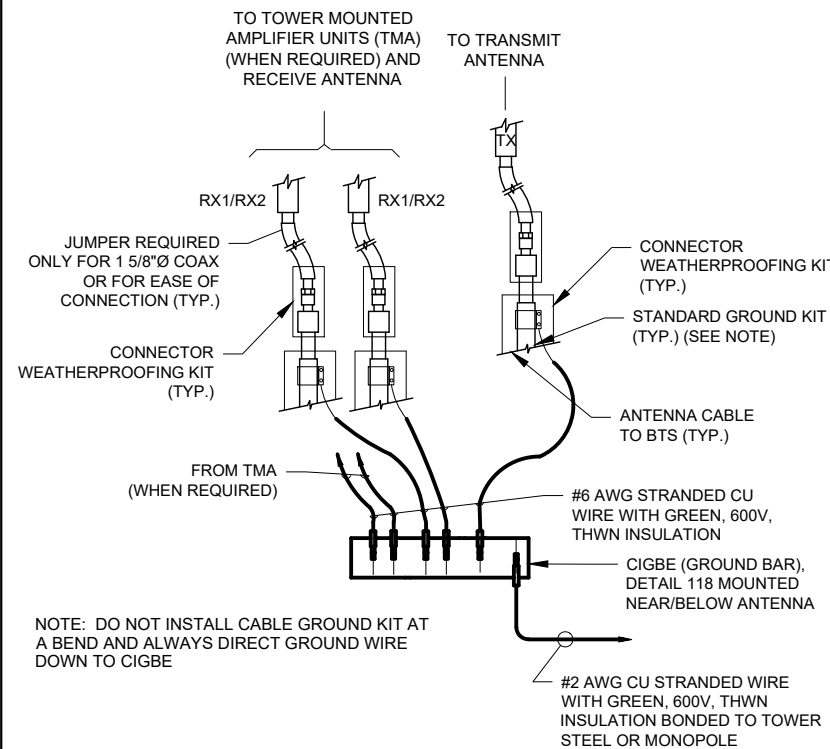 TO TOWER MOUNTED
AMPLIFIER UNITS (TMA)
(WHEN REQUIRED) AND
RECEIVE ANTENNA
TO TRANSMIT
ANTENNA
TX
RX1/RX2
RX1/RX2
JUMPER REQUIRED
ONLY FOR 1 5/8"Ø COAX
OR FOR EASE OF
CONNECTION (TYP.)
CONNECTOR
WEATHERPROOFING KIT
(TYP.)
STANDARD GROUND KIT
(TYP.) (SEE NOTE)
CONNECTOR
WEATHERPROOFING KIT
(TYP.)
ANTENNA CABLE
TO BTS (TYP.)
FROM TMA
(WHEN REQUIRED)
#6 AWG STRANDED CU
WIRE WITH GREEN, 600V,
THWN INSULATION
CIGBE (GROUND BAR),
DETAIL 118 MOUNTED
NEAR/BELOW ANTENNA
NOTE: DO NOT INSTALL CABLE GROUND KIT AT
A BEND AND ALWAYS DIRECT GROUND WIRE
DOWN TO CIGBE
#2 AWG CU STRANDED WIRE
WITH GREEN, 600V, THWN
INSULATION BONDED TO TOWER
STEEL OR MONOPOLE